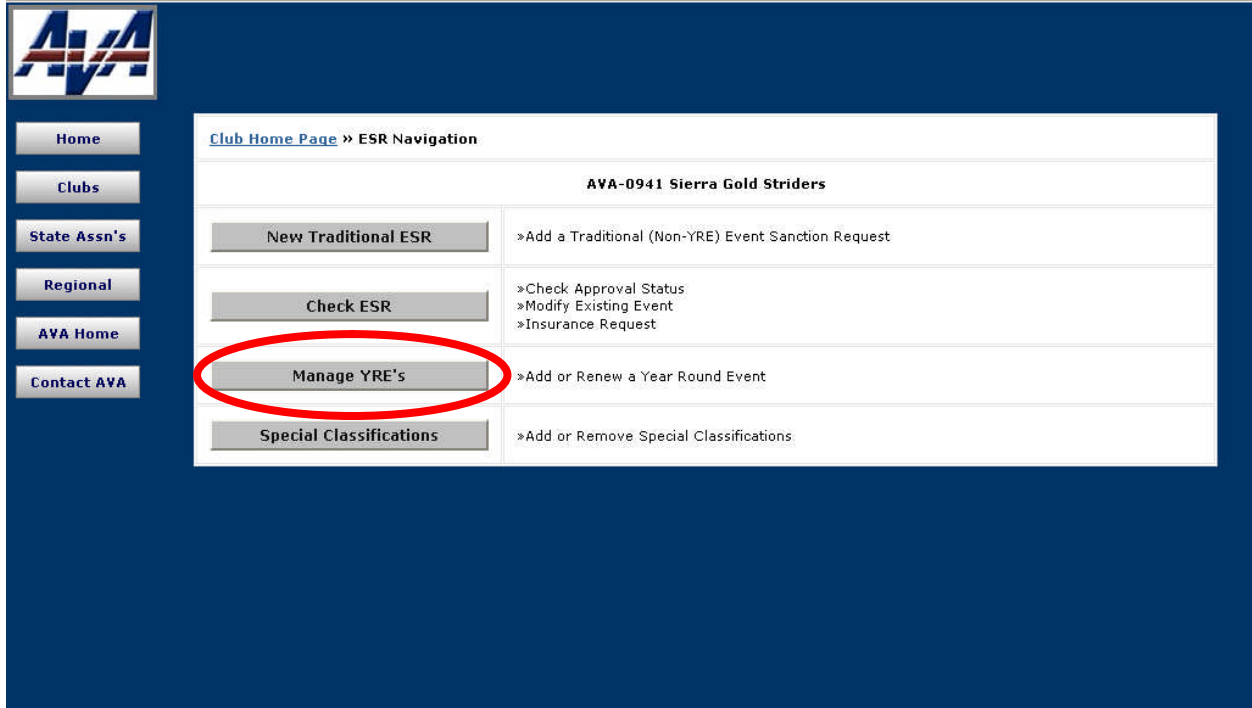 AVA
Home
Clubs
State Assn's
Regional
AVA Home
Contact AVA
Club Home Page » ESR Navigation
AVA-0941 Sierra Gold Striders
New Traditional ESR
»Add a Traditional (Non-YRE) Event Sanction Request
Check ESR
»Check Approval Status
»Modify Existing Event
»Insurance Request
Manage YRE's
»Add or Renew a Year Round Event
Special Classifications
»Add or Remove Special Classifications